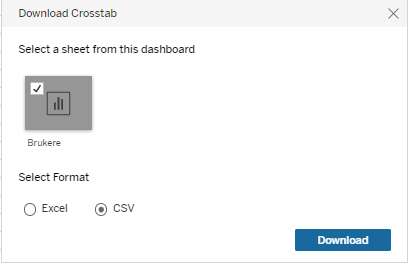 Download Crosstab
Select a sheet from this dashboard
Brukere
Select Format
Excel CSV
Download